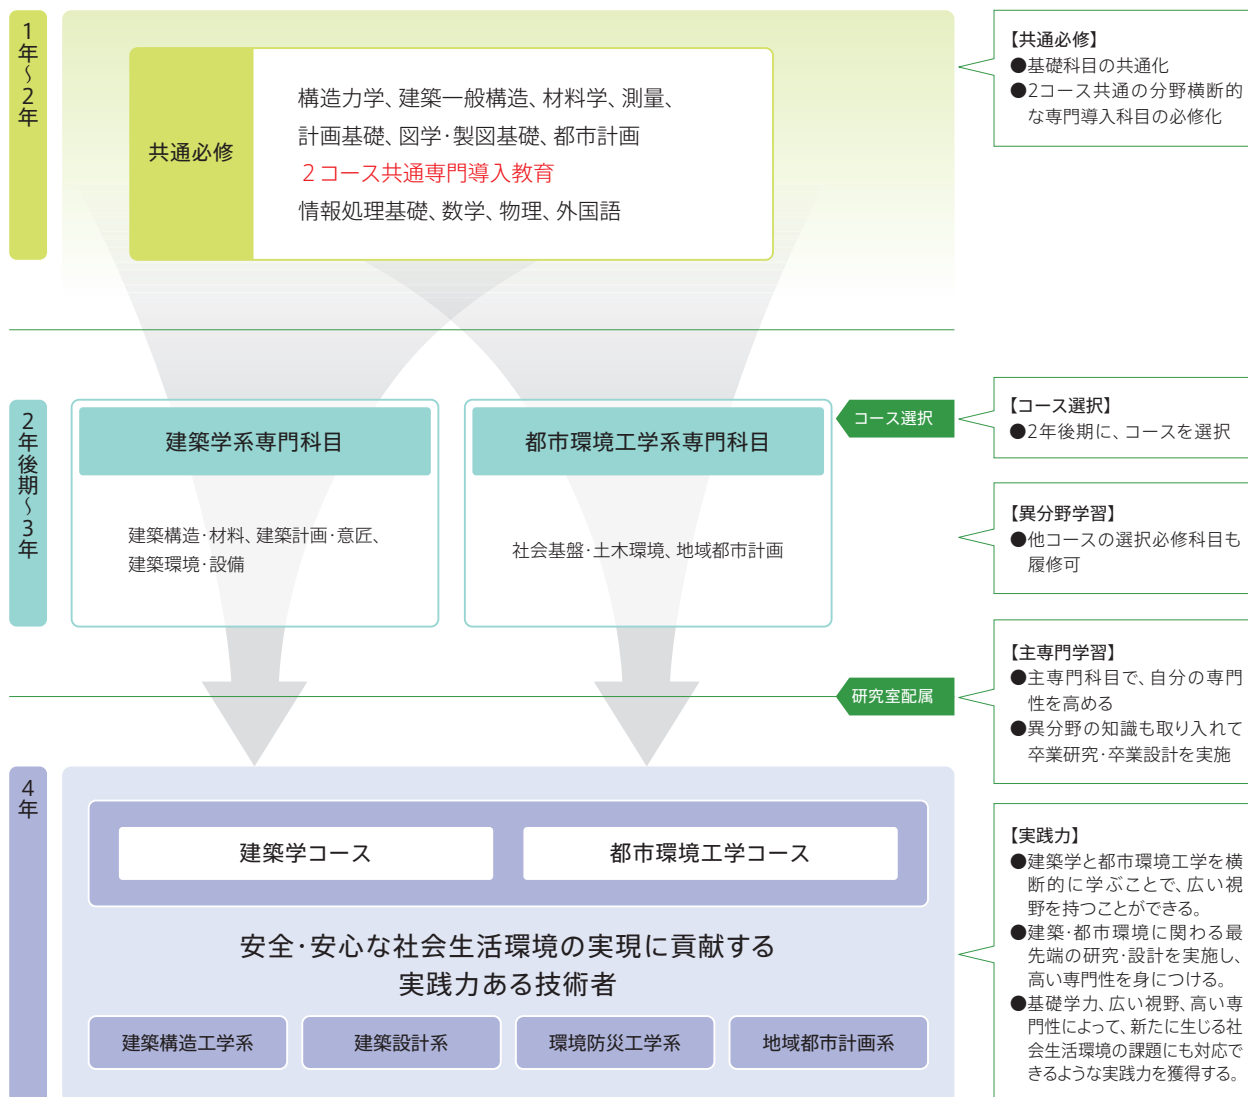 1年～2年
共通必修
構造力学、建築一般構造、材料学、測量、
計画基礎、図学·製図基礎、都市計画
２コース共通専門導入教育
情報処理基礎、数学、物理、外国語
【共通必修】
●基礎科目の共通化
●2コース共通の分野横断的
な専門導入科目の必修化
2年後期～3年
建築学系専門科目
建築構造·材料、建築計画·意匠、
建築環境·設備
都市環境工学系専門科目
社会基盤·土木環境、地域都市計画
コース選択
【コース選択】
●2年後期に、コースを選択
【異分野学習】
●他コースの選択必修科目も
履修可
研究室配属
【主専門学習】
●主専門科目で、自分の専門
性を高める
●異分野の知識も取り入れて
卒業研究·卒業設計を実施
4年
建築学コース
都市環境工学コース
安全·安心な社会生活環境の実現に貢献する
実践力ある技術者
建築構造工学系
建築設計系
環境防災工学系
地域都市計画系
【実践力】
●建築学と都市環境工学を横
断的に学ぶことで、広い視
野を持つことができる。
●建築·都市環境に関わる最
先端の研究·設計を実施し、
高い専門性を身につける。
●基礎学力、広い視野、高い専
門性によって、新たに生じる社
会生活環境の課題にも対応で
きるような実践力を獲得する。